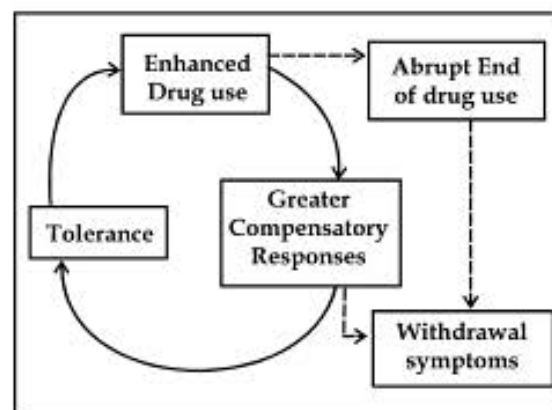 Enhanced
Drug use
Abrupt End
of drug use
Greater
Compensatory
Responses
Tolerance
Withdrawal
symptoms